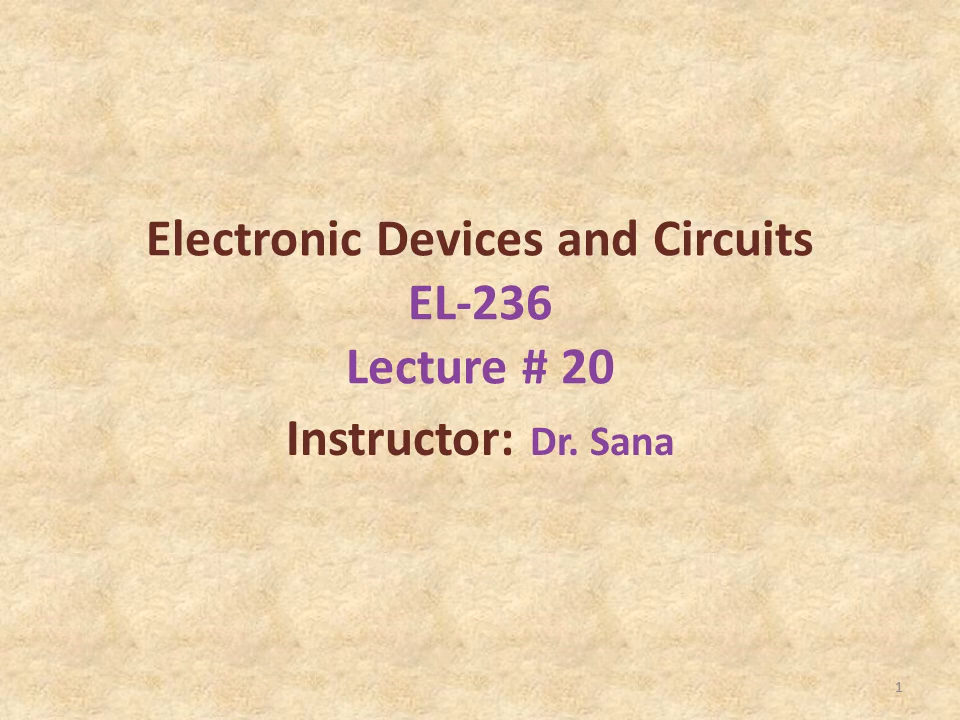 Electronic Devices and Circuits
EL-236
Lecture # 20
Instructor: Dr. Sana
1